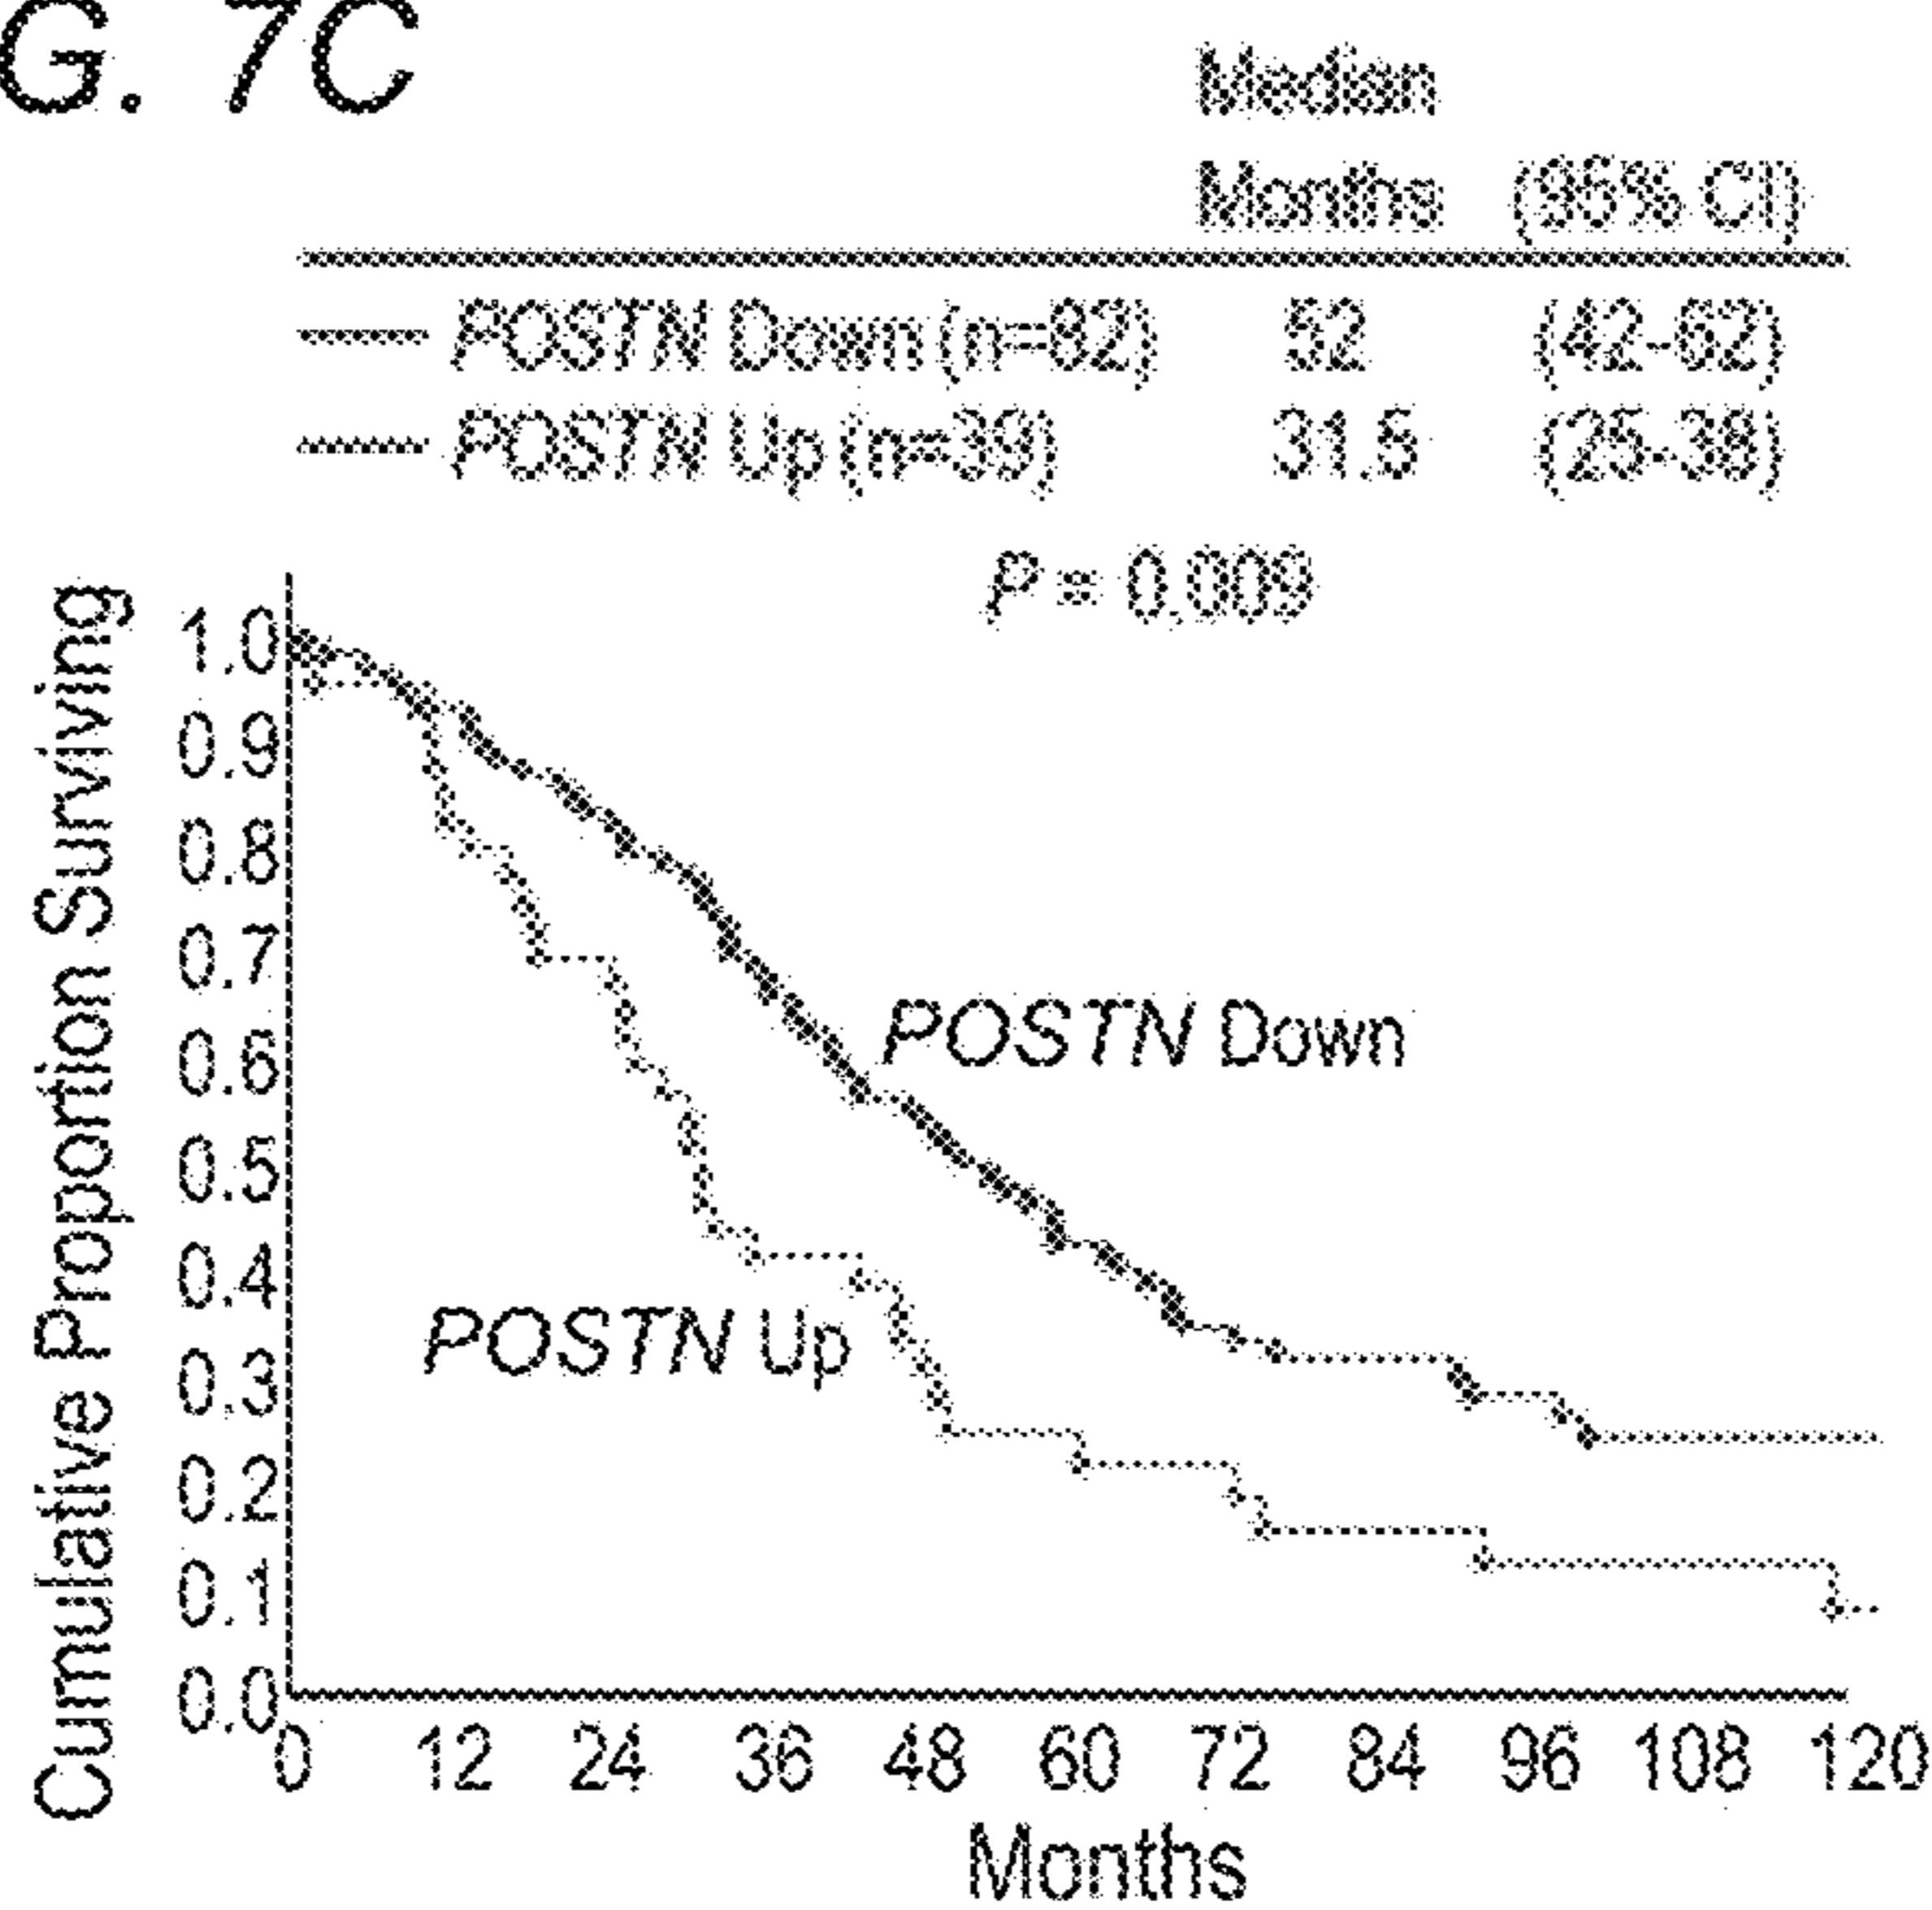 G. 7C
Median
Months (95% CI)
POSTN Down (n=82) 52 (42-62)
POSTN Up (n=39) 31.5 (25-38)
P = 0.009
Cumulative Proportion Surviving
1.0
0.9
0.8
0.7
0.6
0.5
0.4
0.3
0.2
0.1
0.0
POSTN Down
POSTN Up
0 12 24 36 48 60 72 84 96 108 120
Months